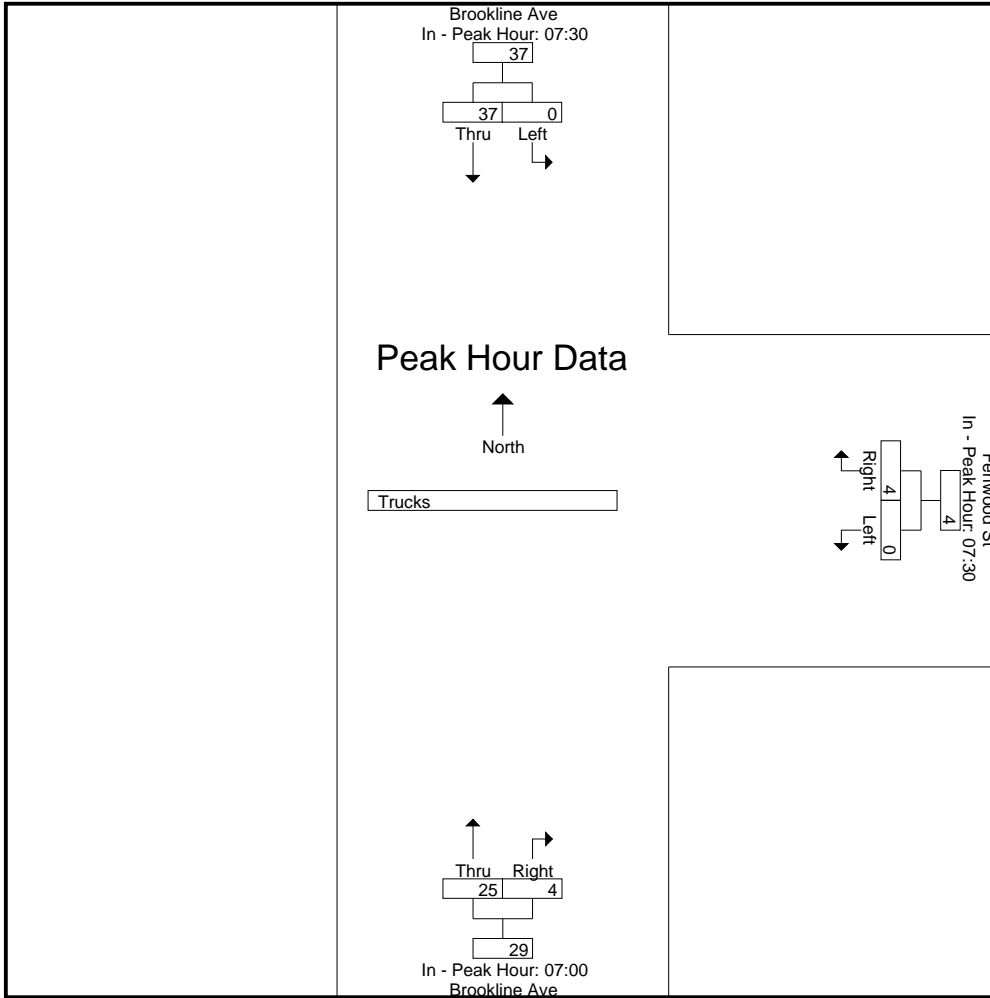 Brookline Ave
In - Peak Hour: 07:30
37
37 0
Thru Left
Peak Hour Data
North
Trucks
St
In - Peak Hour: 07:30
4
4 0
Right Left
Thru Right
25 4
29
In - Peak Hour: 07:00
Brookline Ave